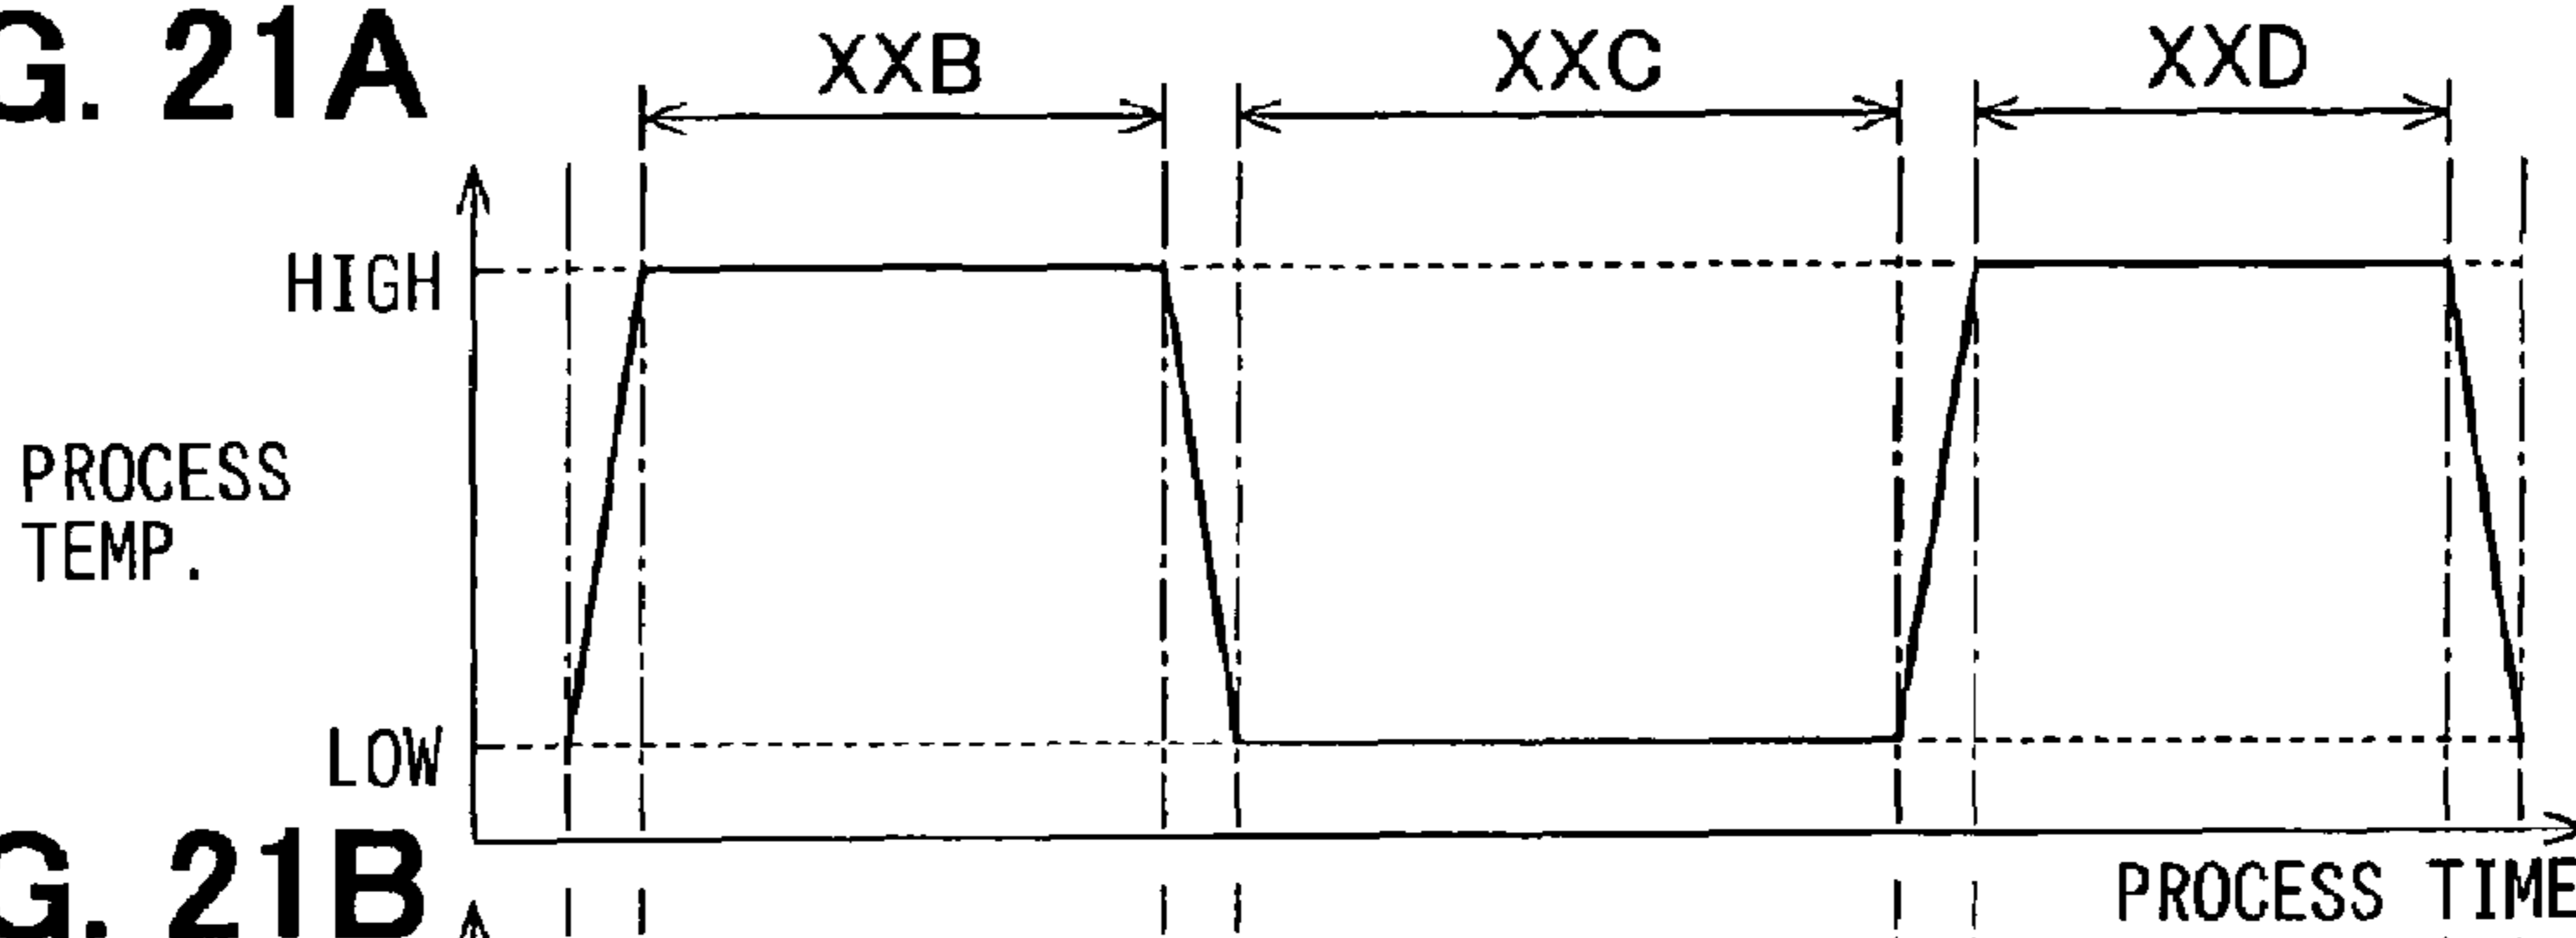 G. 21A
XXB
XXC
XXD
HIGH
PROCESS
TEMP.
LOW
PROCESS TIME
G. 21B